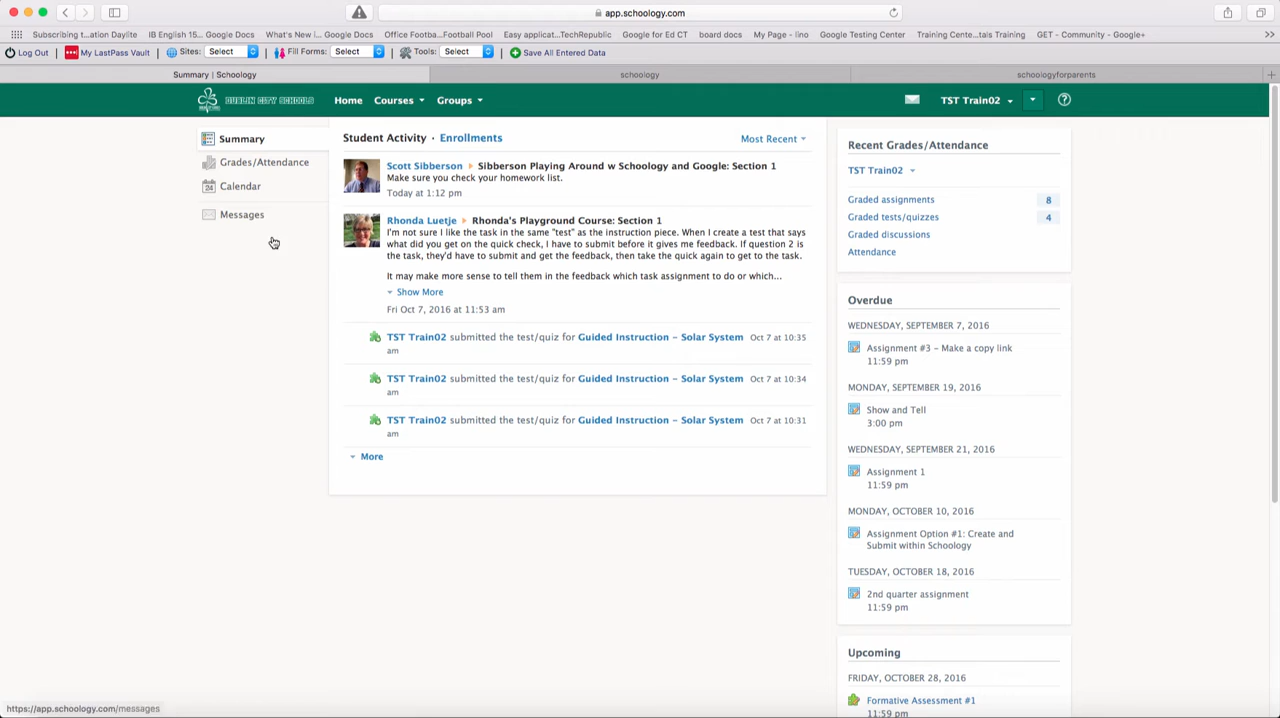 app.schoology.com
Subscribing t...ation Daylite
IB English 15... Google Docs
What's New i... Google Docs
Office Footba...Football Pool
Easy applicat...TechRepublic
Google for Ed CT
board docs
My Page - lino
Google Testing Center
Training Cente...tals Training
GET - Community - Google+
Log Out
My LastPass Vault
Sites:
Select
Fill Forms:
Select
Tools:
Select
Save All Entered Data
Summary | Schoology
schoology
schoologyforparents
DUBLIN CITY SCHOOLS
Home
Courses
Groups
TST Train02
Summary
Grades/Attendance
24
Calendar
Messages
Student Activity · Enrollments
Most Recent
Scott Sibberson Sibberson Playing Around w Schoology and Google: Section 1
Make sure you check your homework list.
Today at 1:12 pm
Rhonda Luetje Rhonda's Playground Course: Section 1
I'm not sure I like the task in the same "test" as the instruction piece. When I create a test that says
what did you get on the quick check, I have to submit before it gives me feedback. If question 2 is
the task, they'd have to submit and get the feedback, then take the quick again to get to the task.
It may make more sense to tell them in the feedback which task assignment to do or which...
Show More
Fri Oct 7, 2016 at 11:53 am
TST Train02 submitted the test/quiz for Guided Instruction – Solar System Oct 7 at 10:35
am
TST Train02 submitted the test/quiz for Guided Instruction – Solar System Oct 7 at 10:34
am
TST Train02 submitted the test/quiz for Guided Instruction – Solar System Oct 7 at 10:31
am
More
Recent Grades/Attendance
TST Train02
Graded assignments 8
Graded tests/quizzes 4
Graded discussions
Attendance
Overdue
WEDNESDAY, SEPTEMBER 7, 2016
Assignment #3 – Make a copy link
11:59 pm
MONDAY, SEPTEMBER 19, 2016
Show and Tell
3:00 pm
WEDNESDAY, SEPTEMBER 21, 2016
Assignment 1
11:59 pm
MONDAY, OCTOBER 10, 2016
Assignment Option #1: Create and
Submit within Schoology
TUESDAY, OCTOBER 18, 2016
2nd quarter assignment
11:59 pm
Upcoming
FRIDAY, OCTOBER 28, 2016
Formative Assessment #1
11:59 pm
https://app.schoology.com/messages